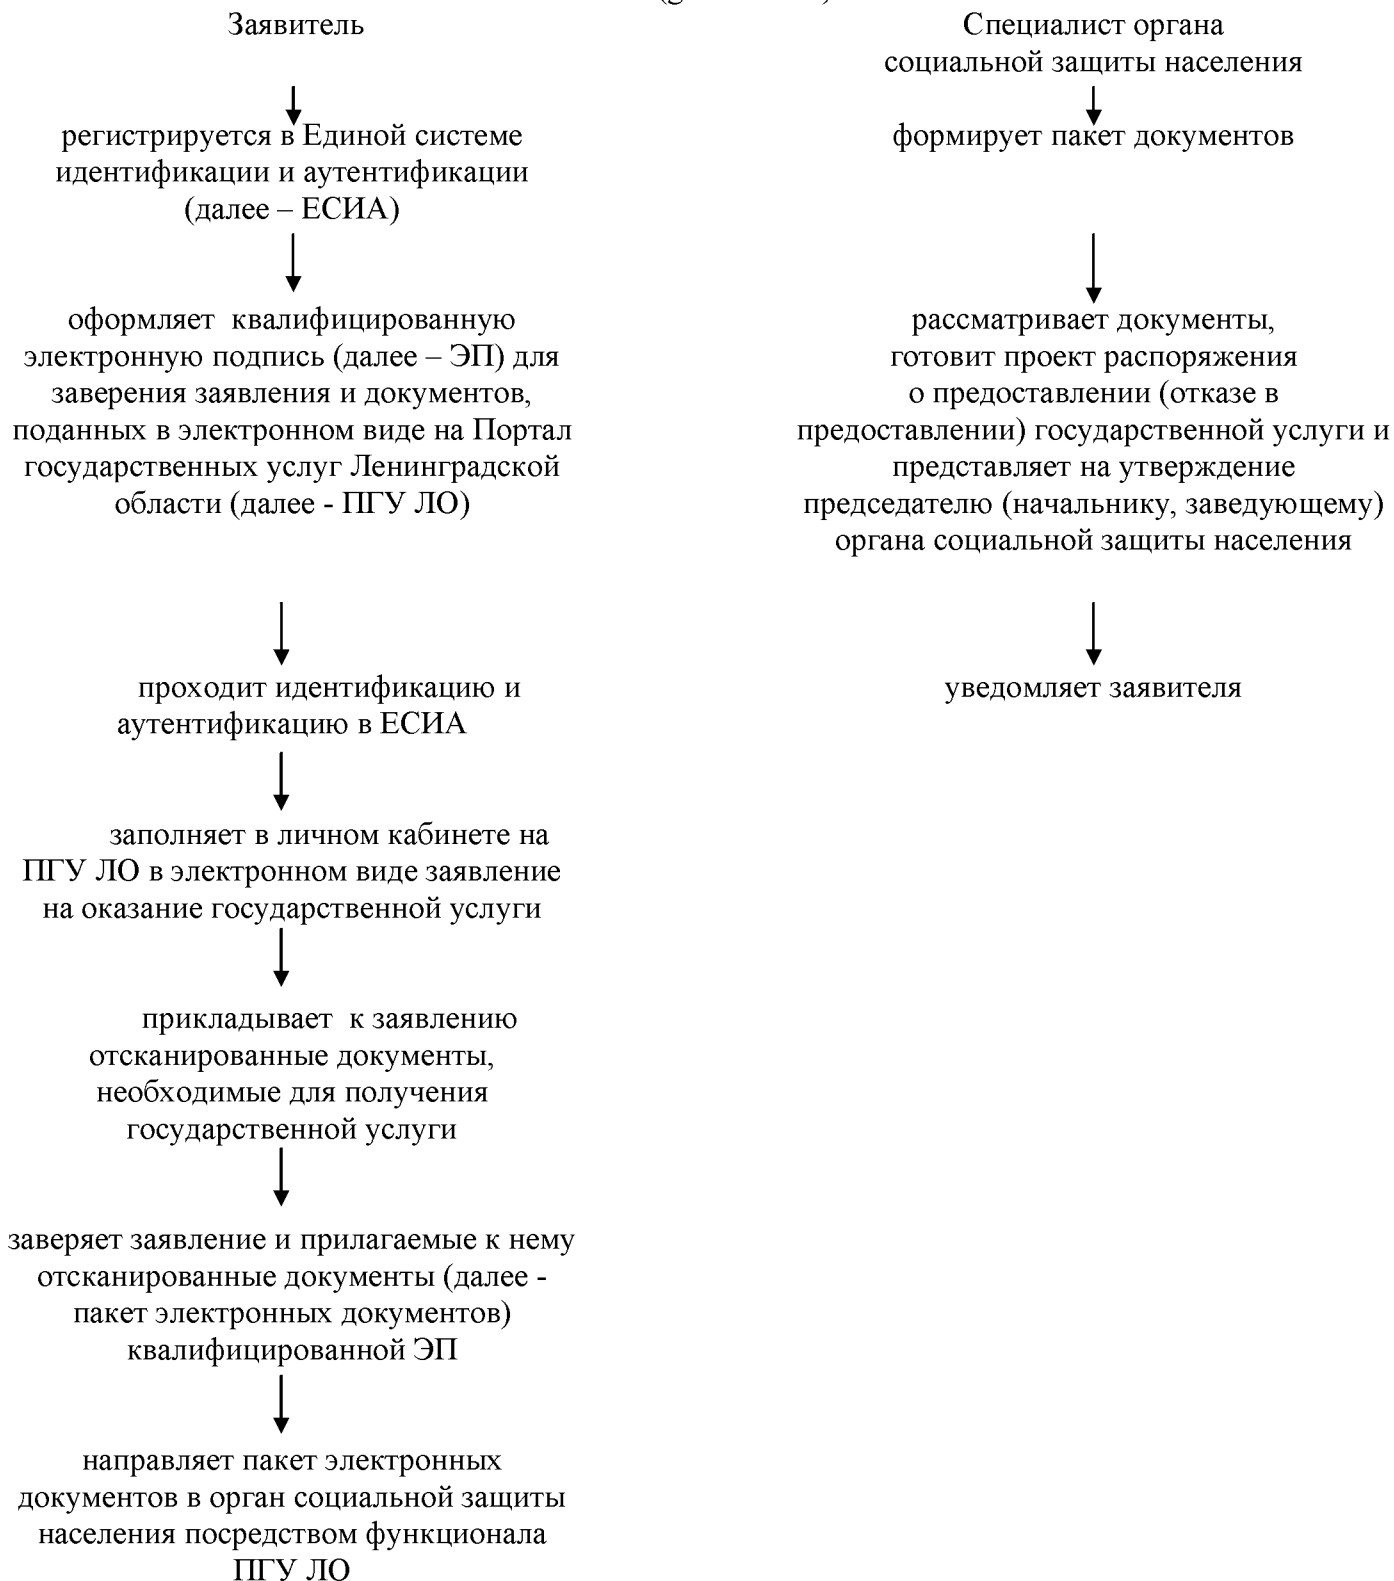 Заявитель
регистрируется в Единой системе
идентификации и аутентификации
(далее – ЕСИА)
оформляет квалифицированную
электронную подпись (далее – ЭП) для
заверения заявления и документов,
поданных в электронном виде на Портал
государственных услуг Ленинградской
области (далее - ПГУ ЛО)
проходит идентификацию и
аутентификацию в ЕСИА
заполняет в личном кабинете на
ПГУ ЛО в электронном виде заявление
на оказание государственной услуги
прикладывает к заявлению
отсканированные документы,
необходимые для получения
государственной услуги
заверяет заявление и прилагаемые к нему
отсканированные документы (далее -
пакет электронных документов)
квалифицированной ЭП
направляет пакет электронных
документов в орган социальной защиты
населения посредством функционала
ПГУ ЛО
Специалист органа
социальной защиты населения
формирует пакет документов
рассматривает документы,
готовит проект распоряжения
о предоставлении (отказе в
предоставлении) государственной услуги и
представляет на утверждение
председателю (начальнику, заведующему)
органа социальной защиты населения
уведомляет заявителя